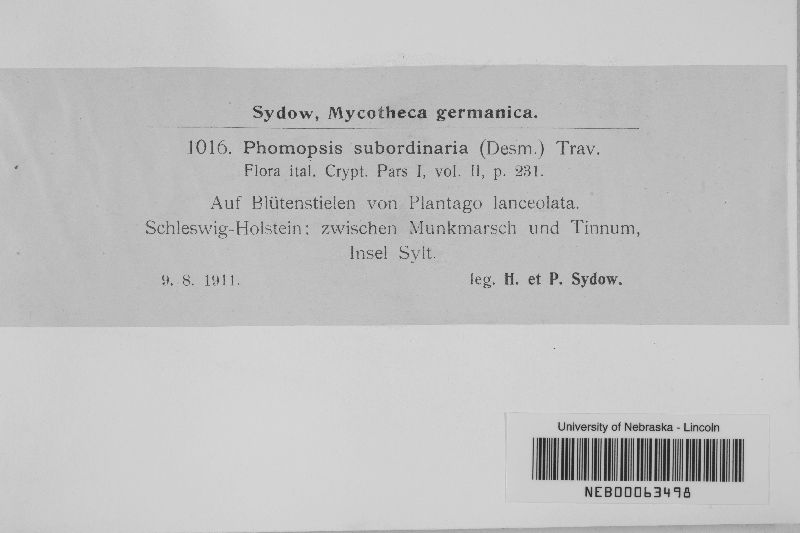 Sydow, Mycotheca germanica.
1016. Phomopsis subordinaria (Desm.) Trav.
Flora ital. Crypt. Pars I, vol. II, p. 231.
Auf Blütenstielen von Plantago lanceolata.
Schleswig-Holstein: zwischen Munkmarsch und Tinnum,
Insel Sylt.
9. 8. 1911. leg. H. et P. Sydow.
University of Nebraska - Lincoln
NEB00063498